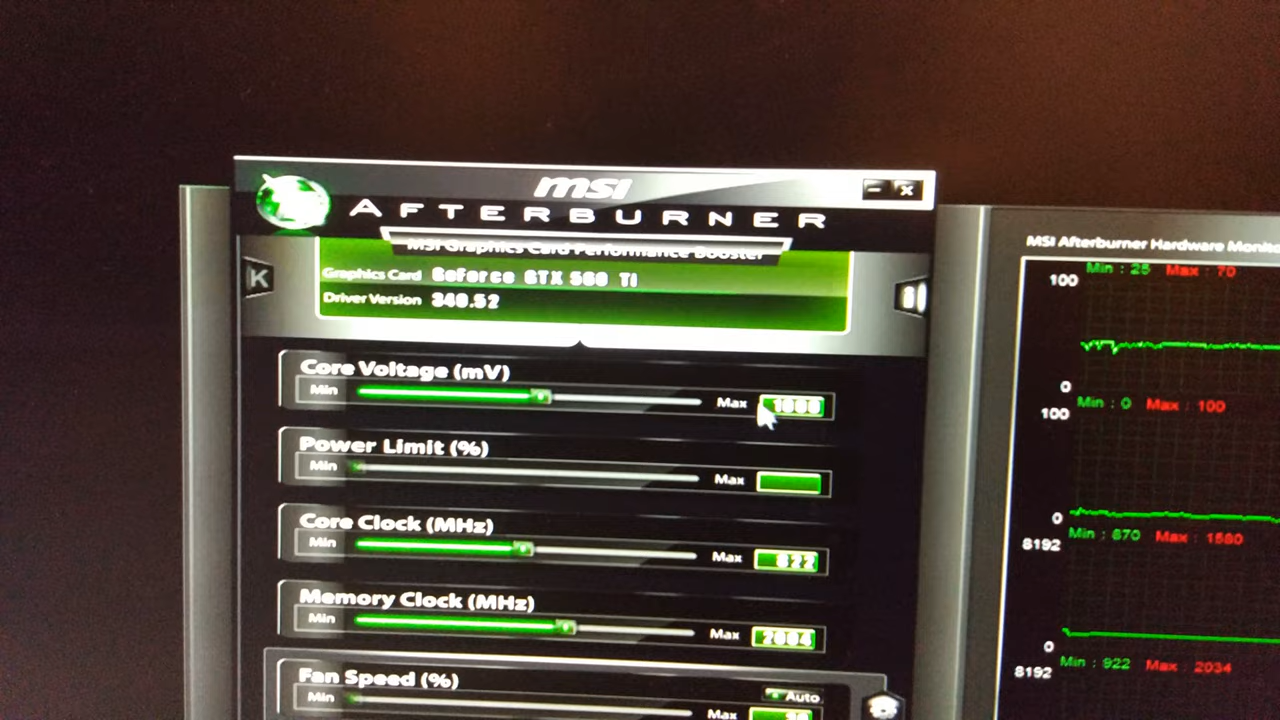 msi
AFTERBURNER
MSI Graphics Card Performance Booster
K
Graphics Card GeForce GTX 560 Ti
Driver Version 340.52
Core Voltage (mV)
Min Max 1000
Power Limit (%)
Min Max
Core Clock (MHz)
Min Max 822
Memory Clock (MHz)
Min Max 2004
Fan Speed (%)
Auto
Min Max
MSI Afterburner Hardware Monito
Min : 25 Max : 70
100
0
Min : 0 Max : 100
100
0
Min : 670 Max : 1580
8192
0
Min : 922 Max : 2034
8192